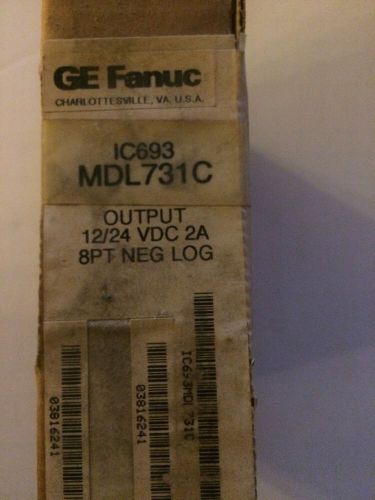 GE Fanuc
CHARLOTTESVILLE, VA, U.S.A.
IC693
MDL731C
OUTPUT
12/24 VDC 2A
8PT NEG LOG
03816241
03816241
IC693MDL731C